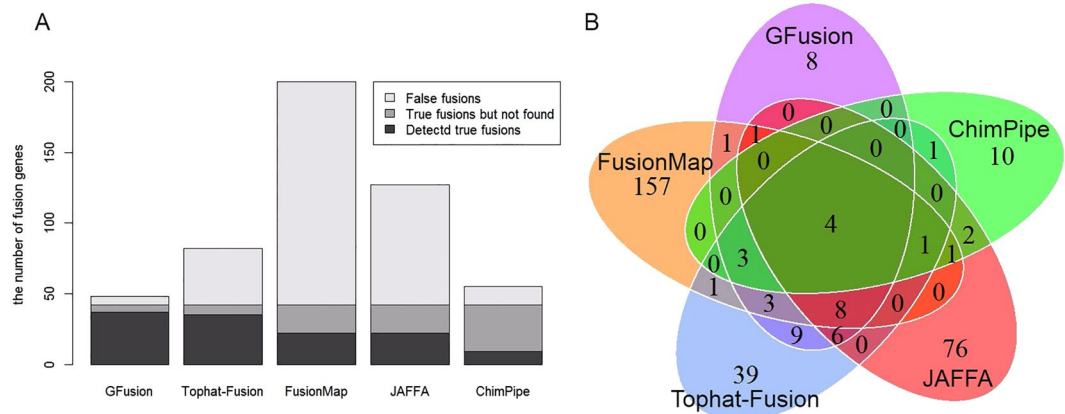 A
the number of fusion genes
200
150
100
50
0
False fusions
True fusions but not found
Detectd true fusions
GFusion
Tophat-Fusion
FusionMap
JAFFA
ChimPipe
B
GFusion
8
ChimPipe
10
FusionMap
157
0
0
1
1
0
0
1
0
0
0
0
4
0
1
2
1
0
3
0
1
3
8
0
0
9
6
0
39
Tophat-Fusion
76
JAFFA